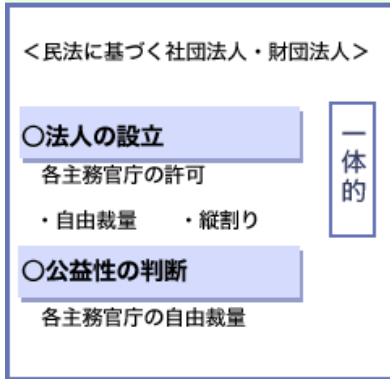 ＜民法に基づく社団法人・財団法人＞
○法人の設立
各主務官庁の許可
・自由裁量　・縦割り
○公益性の判断
各主務官庁の自由裁量
一体的